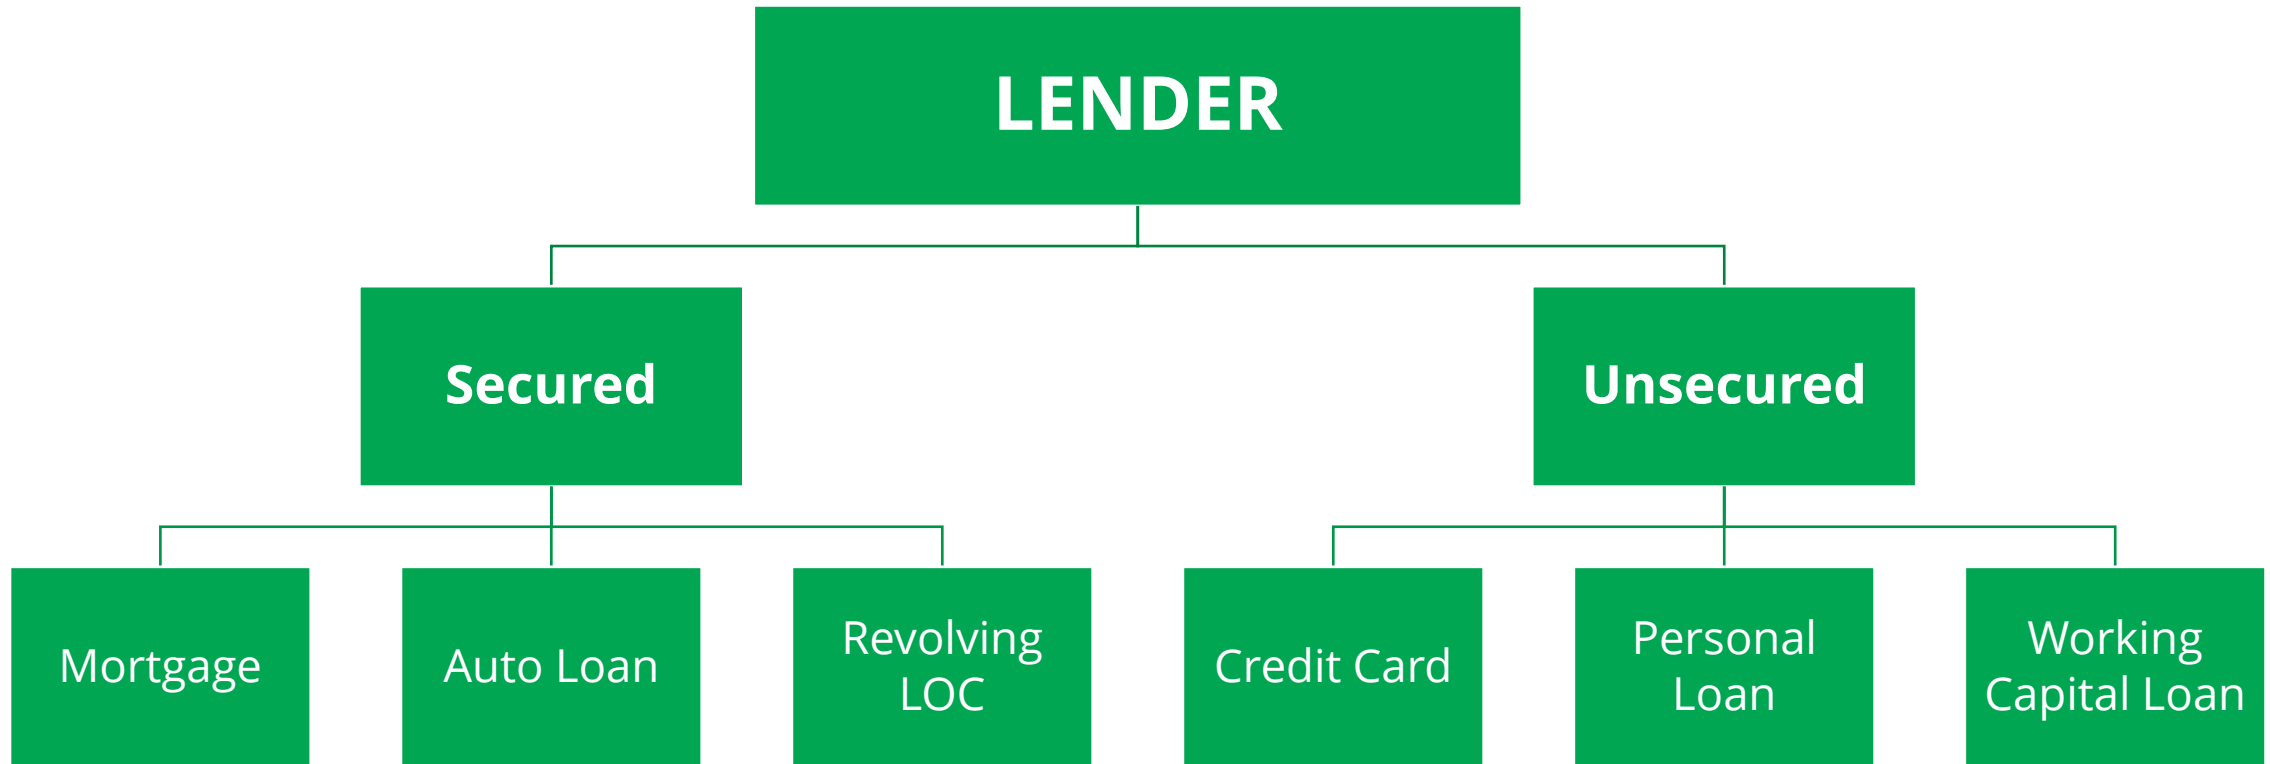 LENDER
Secured
Unsecured
Mortgage
Auto Loan
Revolving
LOC
Credit Card
Personal
Loan
Working
Capital Loan